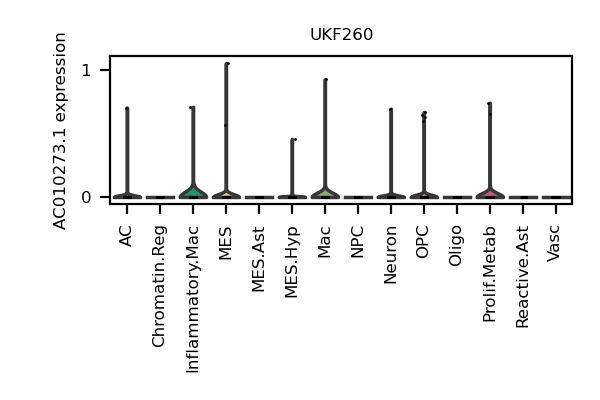 UKF260
AC010273.1 expression
1
0
AC
Chromatin.Reg
Inflammatory.Mac
MES
MES.Ast
MES.Hyp
Mac
NPC
Neuron
OPC
Oligo
Prolif.Metab
Reactive.Ast
Vasc